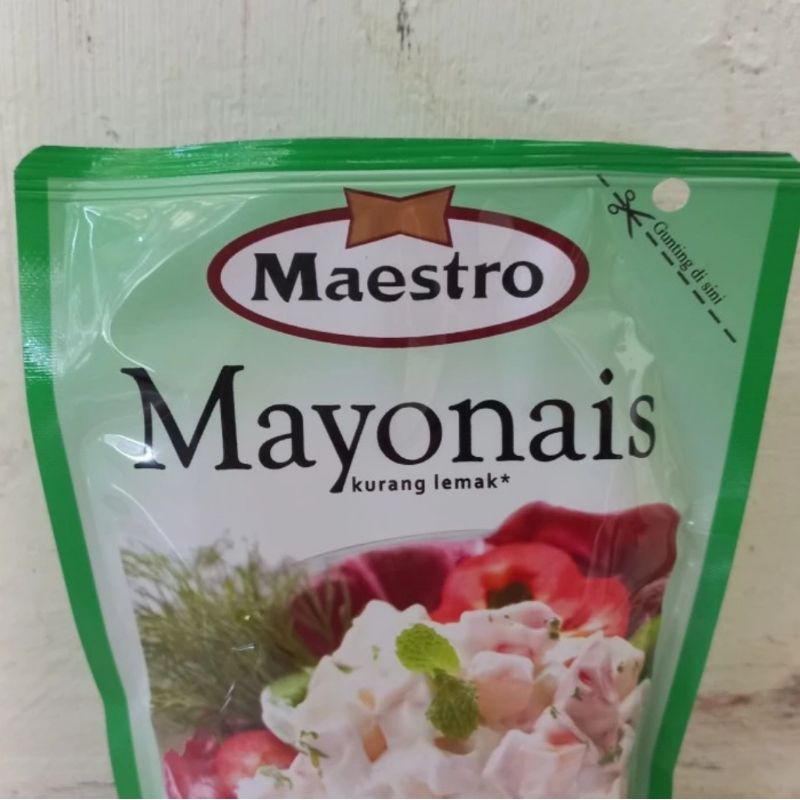 Maestro
Gunting di sini
Mayonais
kurang lemak*